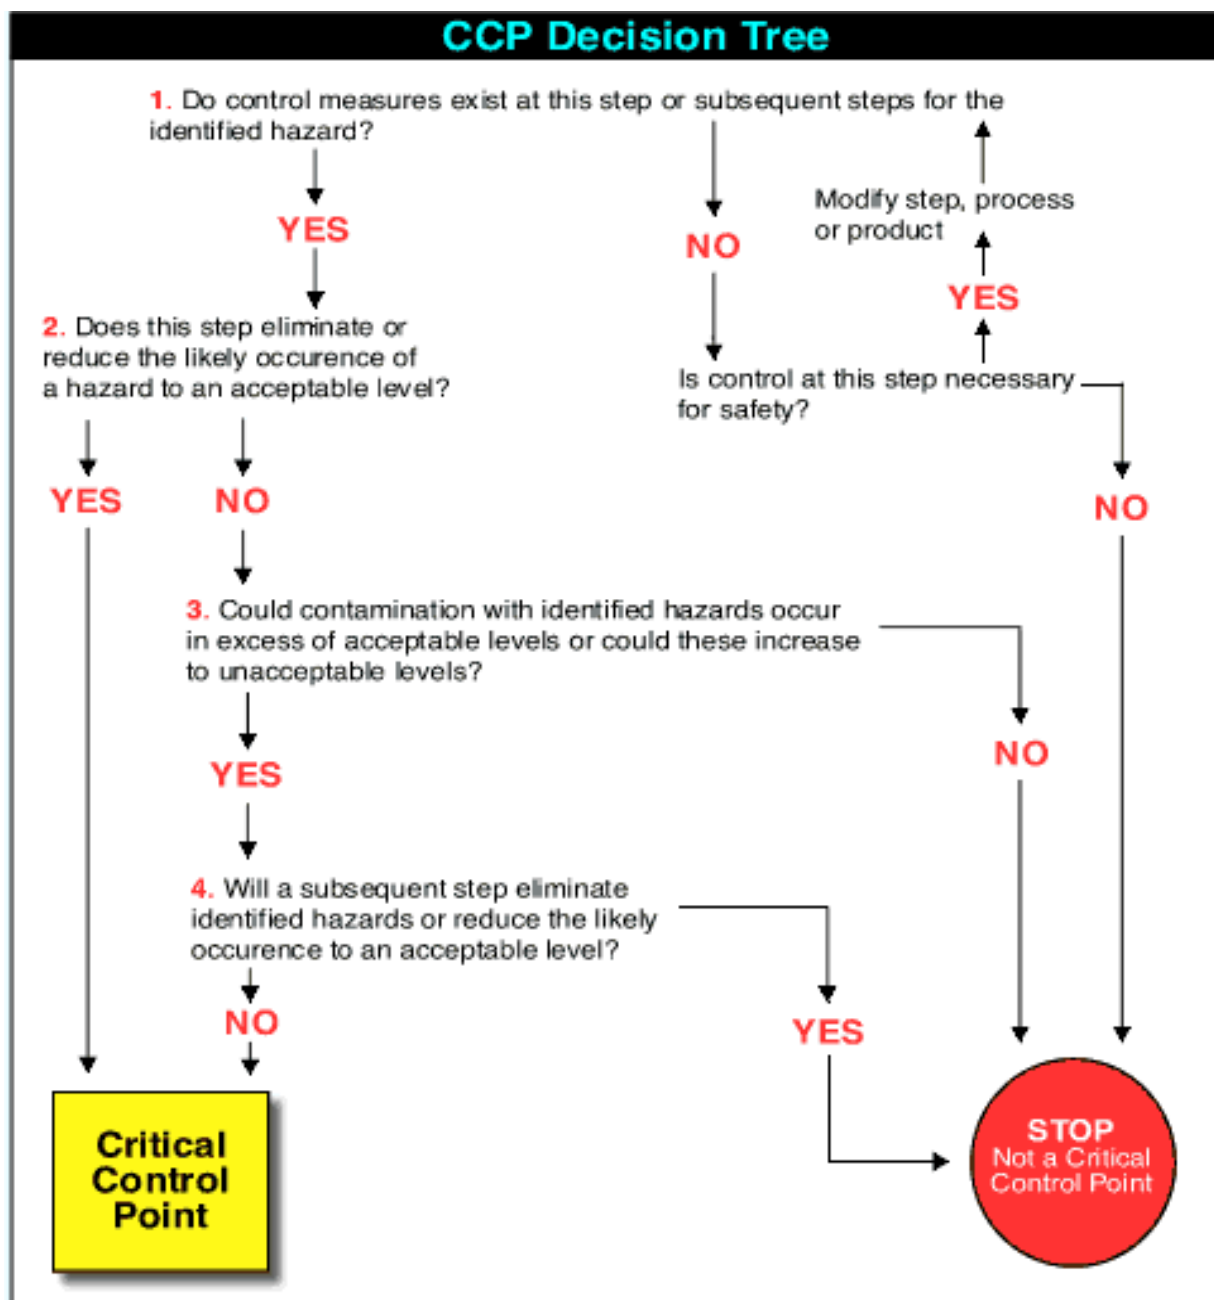 CCP Decision Tree
1. Do control measures exist at this step or subsequent steps for the
identified hazard?
YES
NO
Modify step, process
or product
YES
2. Does this step eliminate or
reduce the likely occurence of
a hazard to an acceptable level?
Is control at this step necessary
for safety?
YES
NO
NO
3. Could contamination with identified hazards occur
in excess of acceptable levels or could these increase
to unacceptable levels?
YES
NO
4. Will a subsequent step eliminate
identified hazards or reduce the likely
occurence to an acceptable level?
NO
YES
Critical
Control
Point
STOP
Not a Critical
Control Point